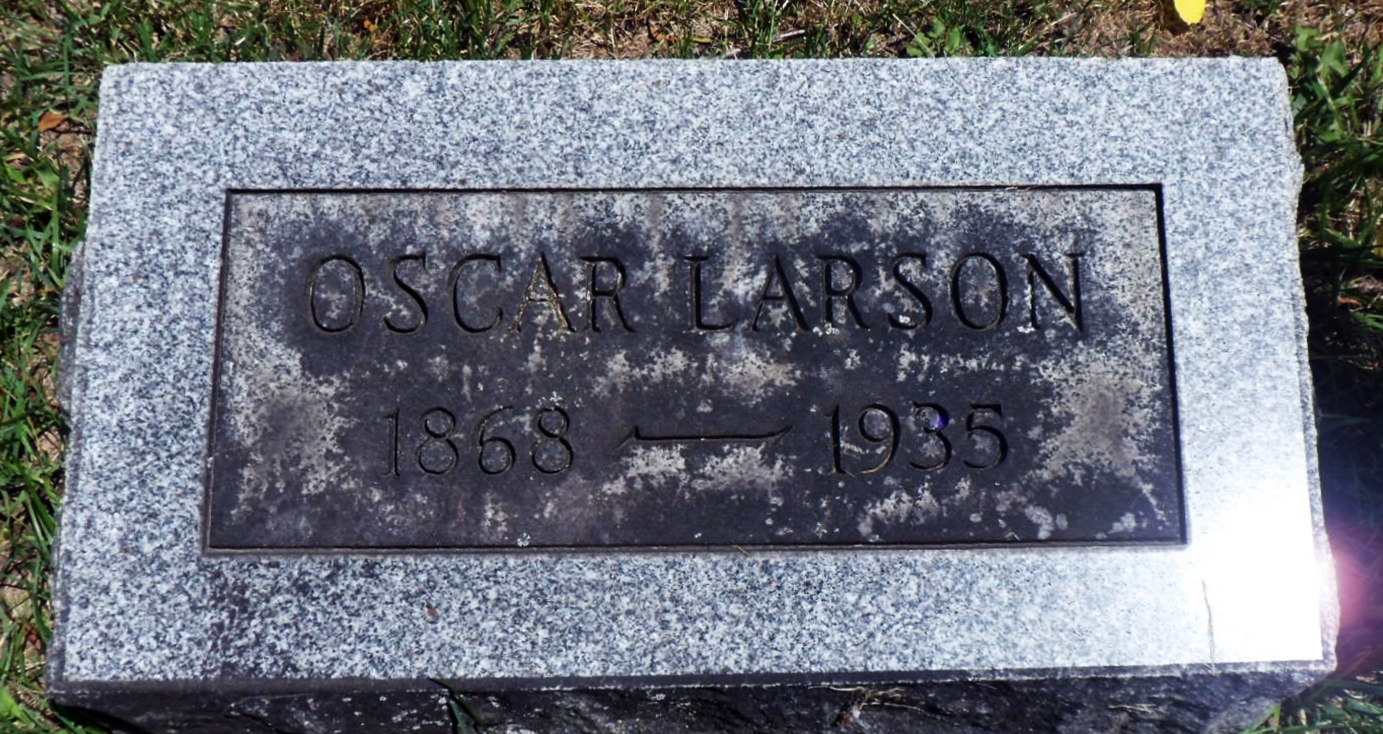 OSCAR LARSON
1868 — 1935